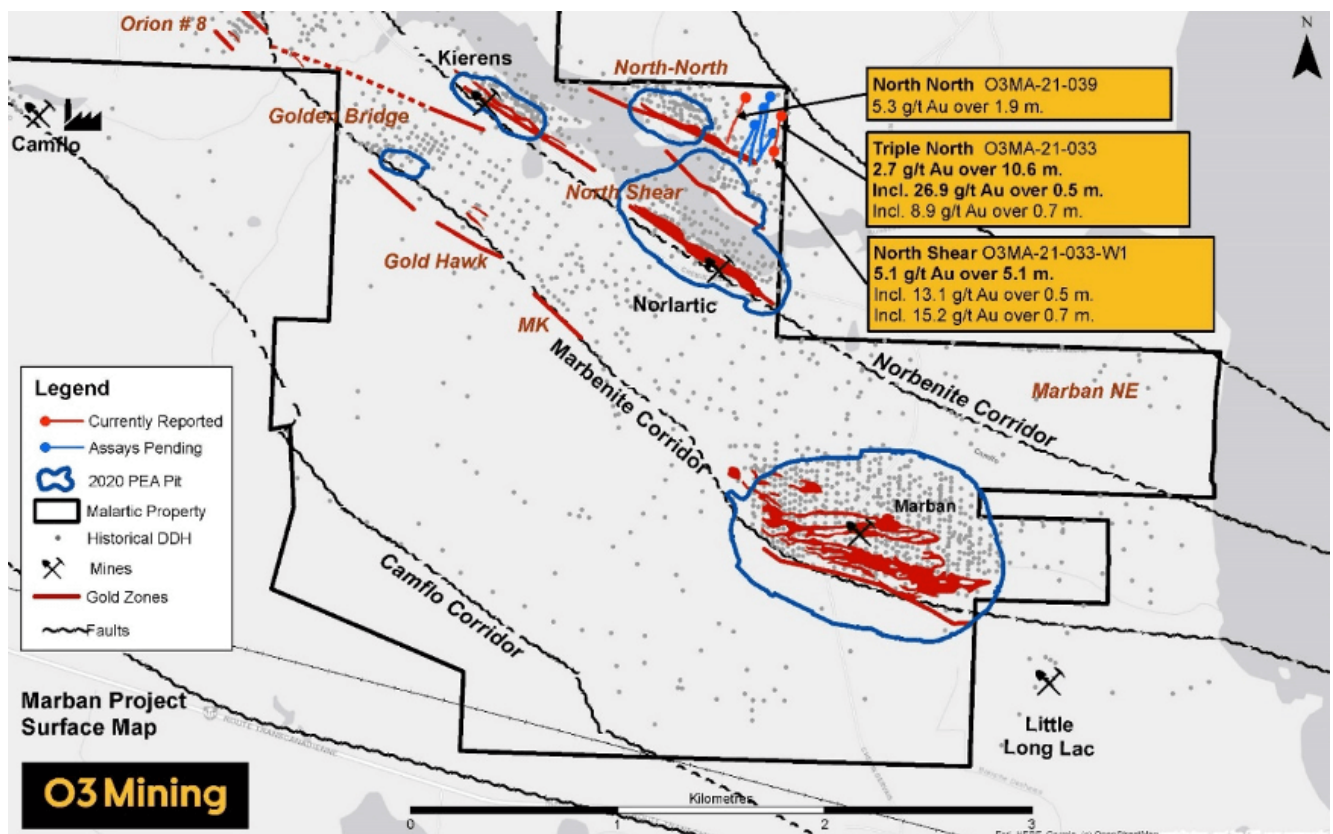 Orion # 8
Kierens
North-North
N
North North O3MA-21-039
5.3 g/t Au over 1.9 m.
Camflo
Golden Bridge
Triple North O3MA-21-033
2.7 g/t Au over 10.6 m.
Incl. 26.9 g/t Au over 0.5 m.
Incl. 8.9 g/t Au over 0.7 m.
North Shear
Gold Hawk
North Shear O3MA-21-033-W1
5.1 g/t Au over 5.1 m.
Incl. 13.1 g/t Au over 0.5 m.
Incl. 15.2 g/t Au over 0.7 m.
Norlartic
MK
Marbenite Corridor
Norbenite Corridor
Marban NE
Legend
Currently Reported
Assays Pending
2020 PEA Pit
Malartic Property
Historical DDH
Mines
Gold Zones
Faults
Camflo
Marban
Camflo Corridor
Marban Project
Surface Map
ROUTE TRANSCANADIENNE
Little
Long Lac
O3 Mining
Kilometres
0 1 2 3